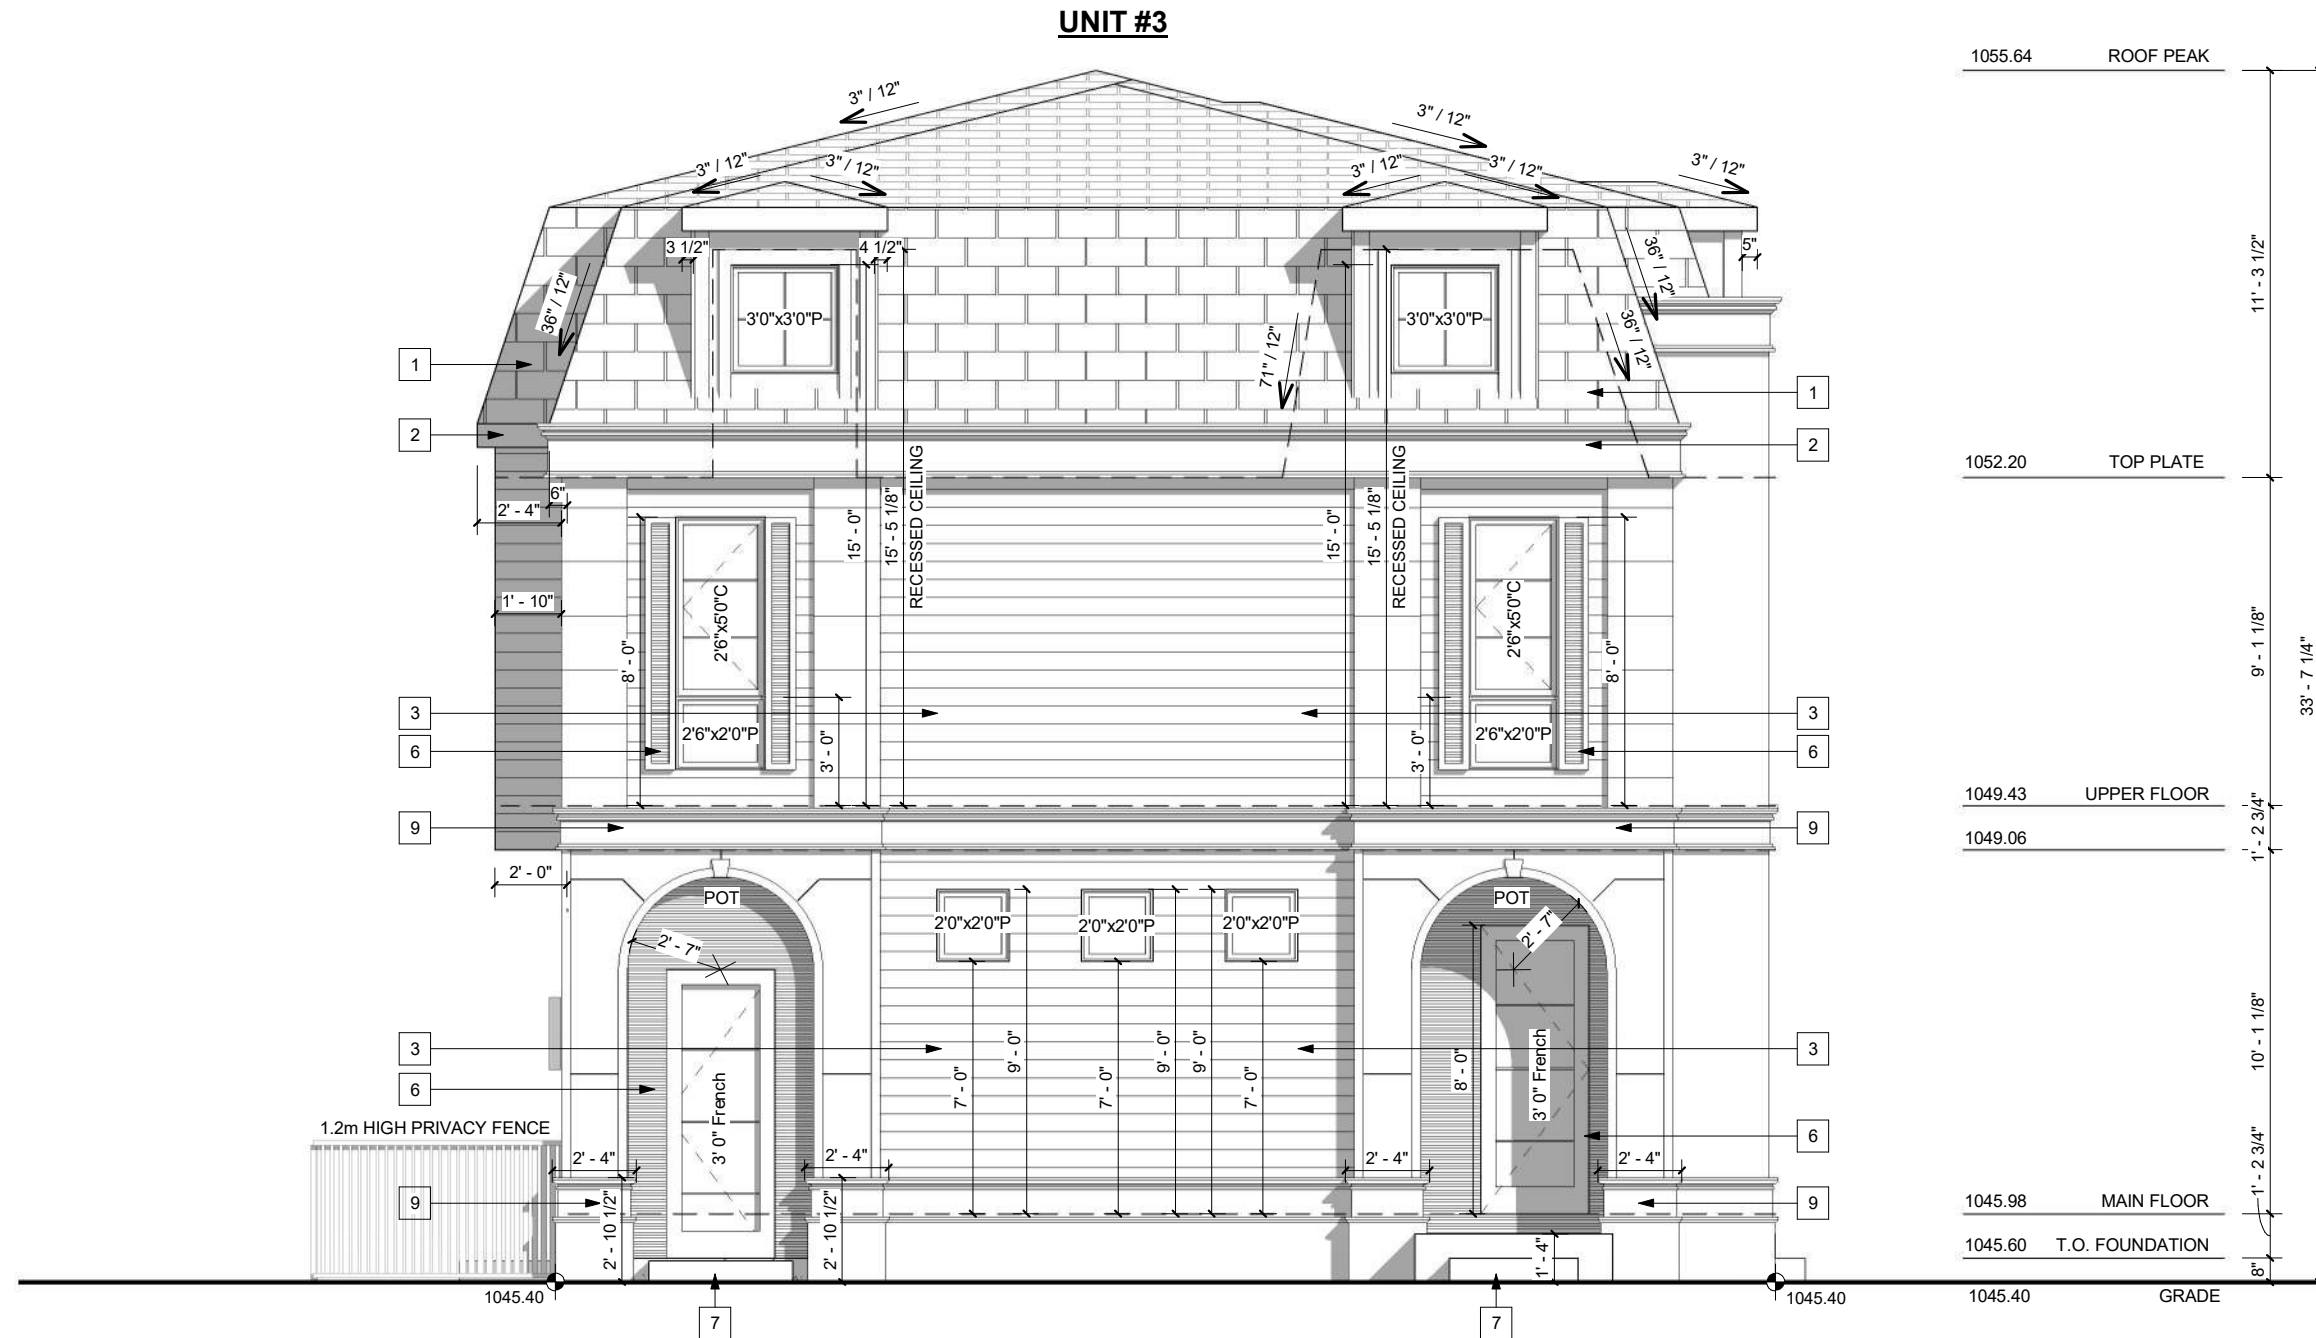 UNIT #3
1055.64 ROOF PEAK
3" / 12"
3" / 12"
3" / 12"
3" / 12"
3" / 12"
3" / 12"
3" / 12"
3 1/2"
4 1/2"
5"
36" / 12"
36" / 12"
36" / 12"
71" / 12"
3'0"x3'0"P
3'0"x3'0"P
11' - 3 1/2"
1
1
2
2
RECESSED CEILING
RECESSED CEILING
1052.20 TOP PLATE
6"
2' - 4"
15' - 0"
15' - 5 1/8"
15' - 0"
15' - 5 1/8"
1' - 10"
2'6"x5'0"C
2'6"x5'0"C
8' - 0"
8' - 0"
9' - 1 1/8"
33' - 7 1/4"
3
3
2'6"x2'0"P
2'6"x2'0"P
6
6
3' - 0"
3' - 0"
1049.43 UPPER FLOOR
9
9
1' - 2 3/4"
1049.06
2' - 0"
POT
POT
2'0"x2'0"P
2'0"x2'0"P
2'0"x2'0"P
2' - 7"
2' - 7"
3
3
9' - 0"
9' - 0"
9' - 0"
7' - 0"
7' - 0"
7' - 0"
8' - 0"
10' - 1 1/8"
6
3' 0" French
3' 0" French
1.2m HIGH PRIVACY FENCE
6
2' - 4"
2' - 4"
2' - 4"
2' - 4"
1' - 2 3/4"
9
9
2' - 10 1/2"
2' - 10 1/2"
1045.98 MAIN FLOOR
1' - 4"
1045.60 T.O. FOUNDATION
8"
1045.40
1045.40
1045.40 GRADE
7
7